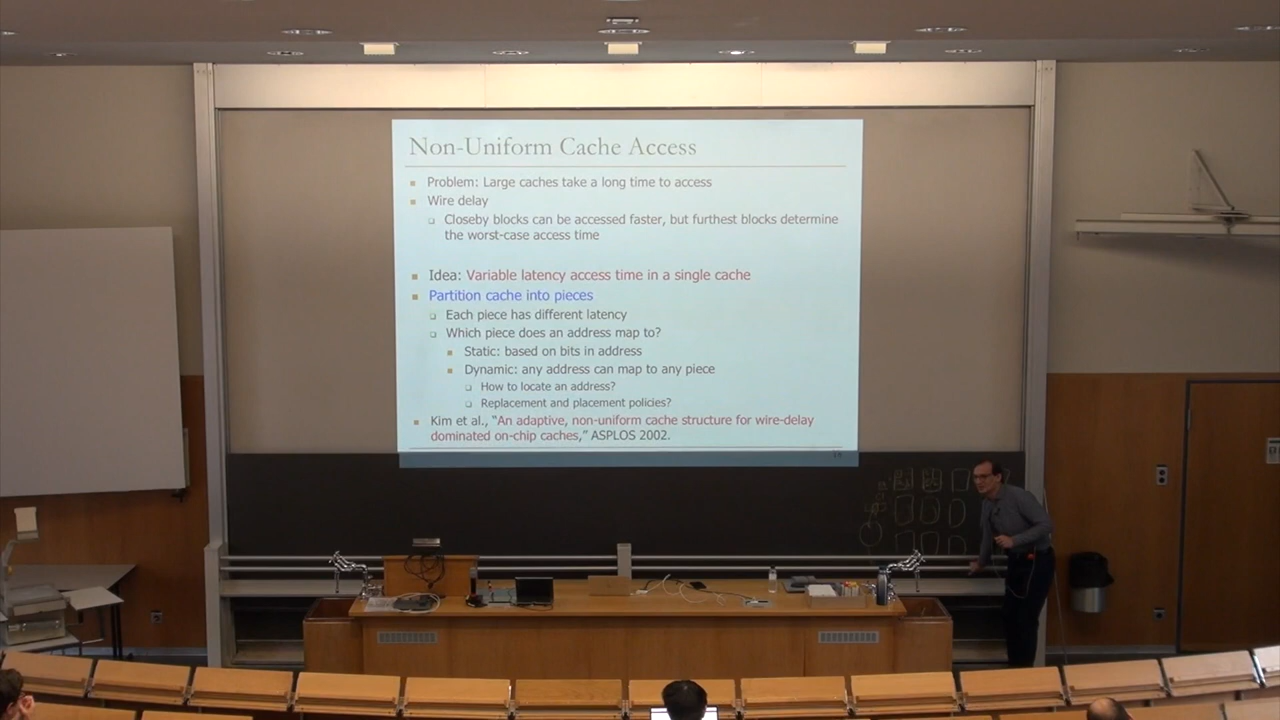 Non-Uniform Cache Access
Problem: Large caches take a long time to access
Wire delay
Closeby blocks can be accessed faster, but furthest blocks determine
the worst-case access time
Idea: Variable latency access time in a single cache
Partition cache into pieces
Each piece has different latency
Which piece does an address map to?
Static: based on bits in address
Dynamic: any address can map to any piece
How to locate an address?
Replacement and placement policies?
Kim et al., “An adaptive, non-uniform cache structure for wire-delay
dominated on-chip caches,” ASPLOS 2002.